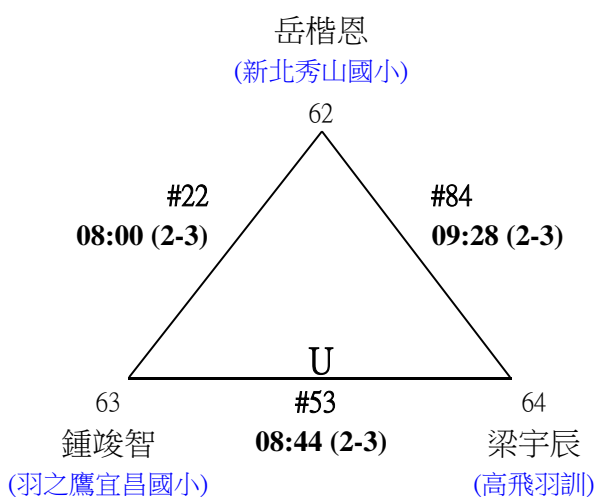 岳楷恩
(新北秀山國小)
62
#22
#84
08:00 (2-3)
09:28 (2-3)
U
63
#53
64
鍾竣智
08:44 (2-3)
梁宇辰
(羽之鷹宜昌國小)
(高飛羽訓)